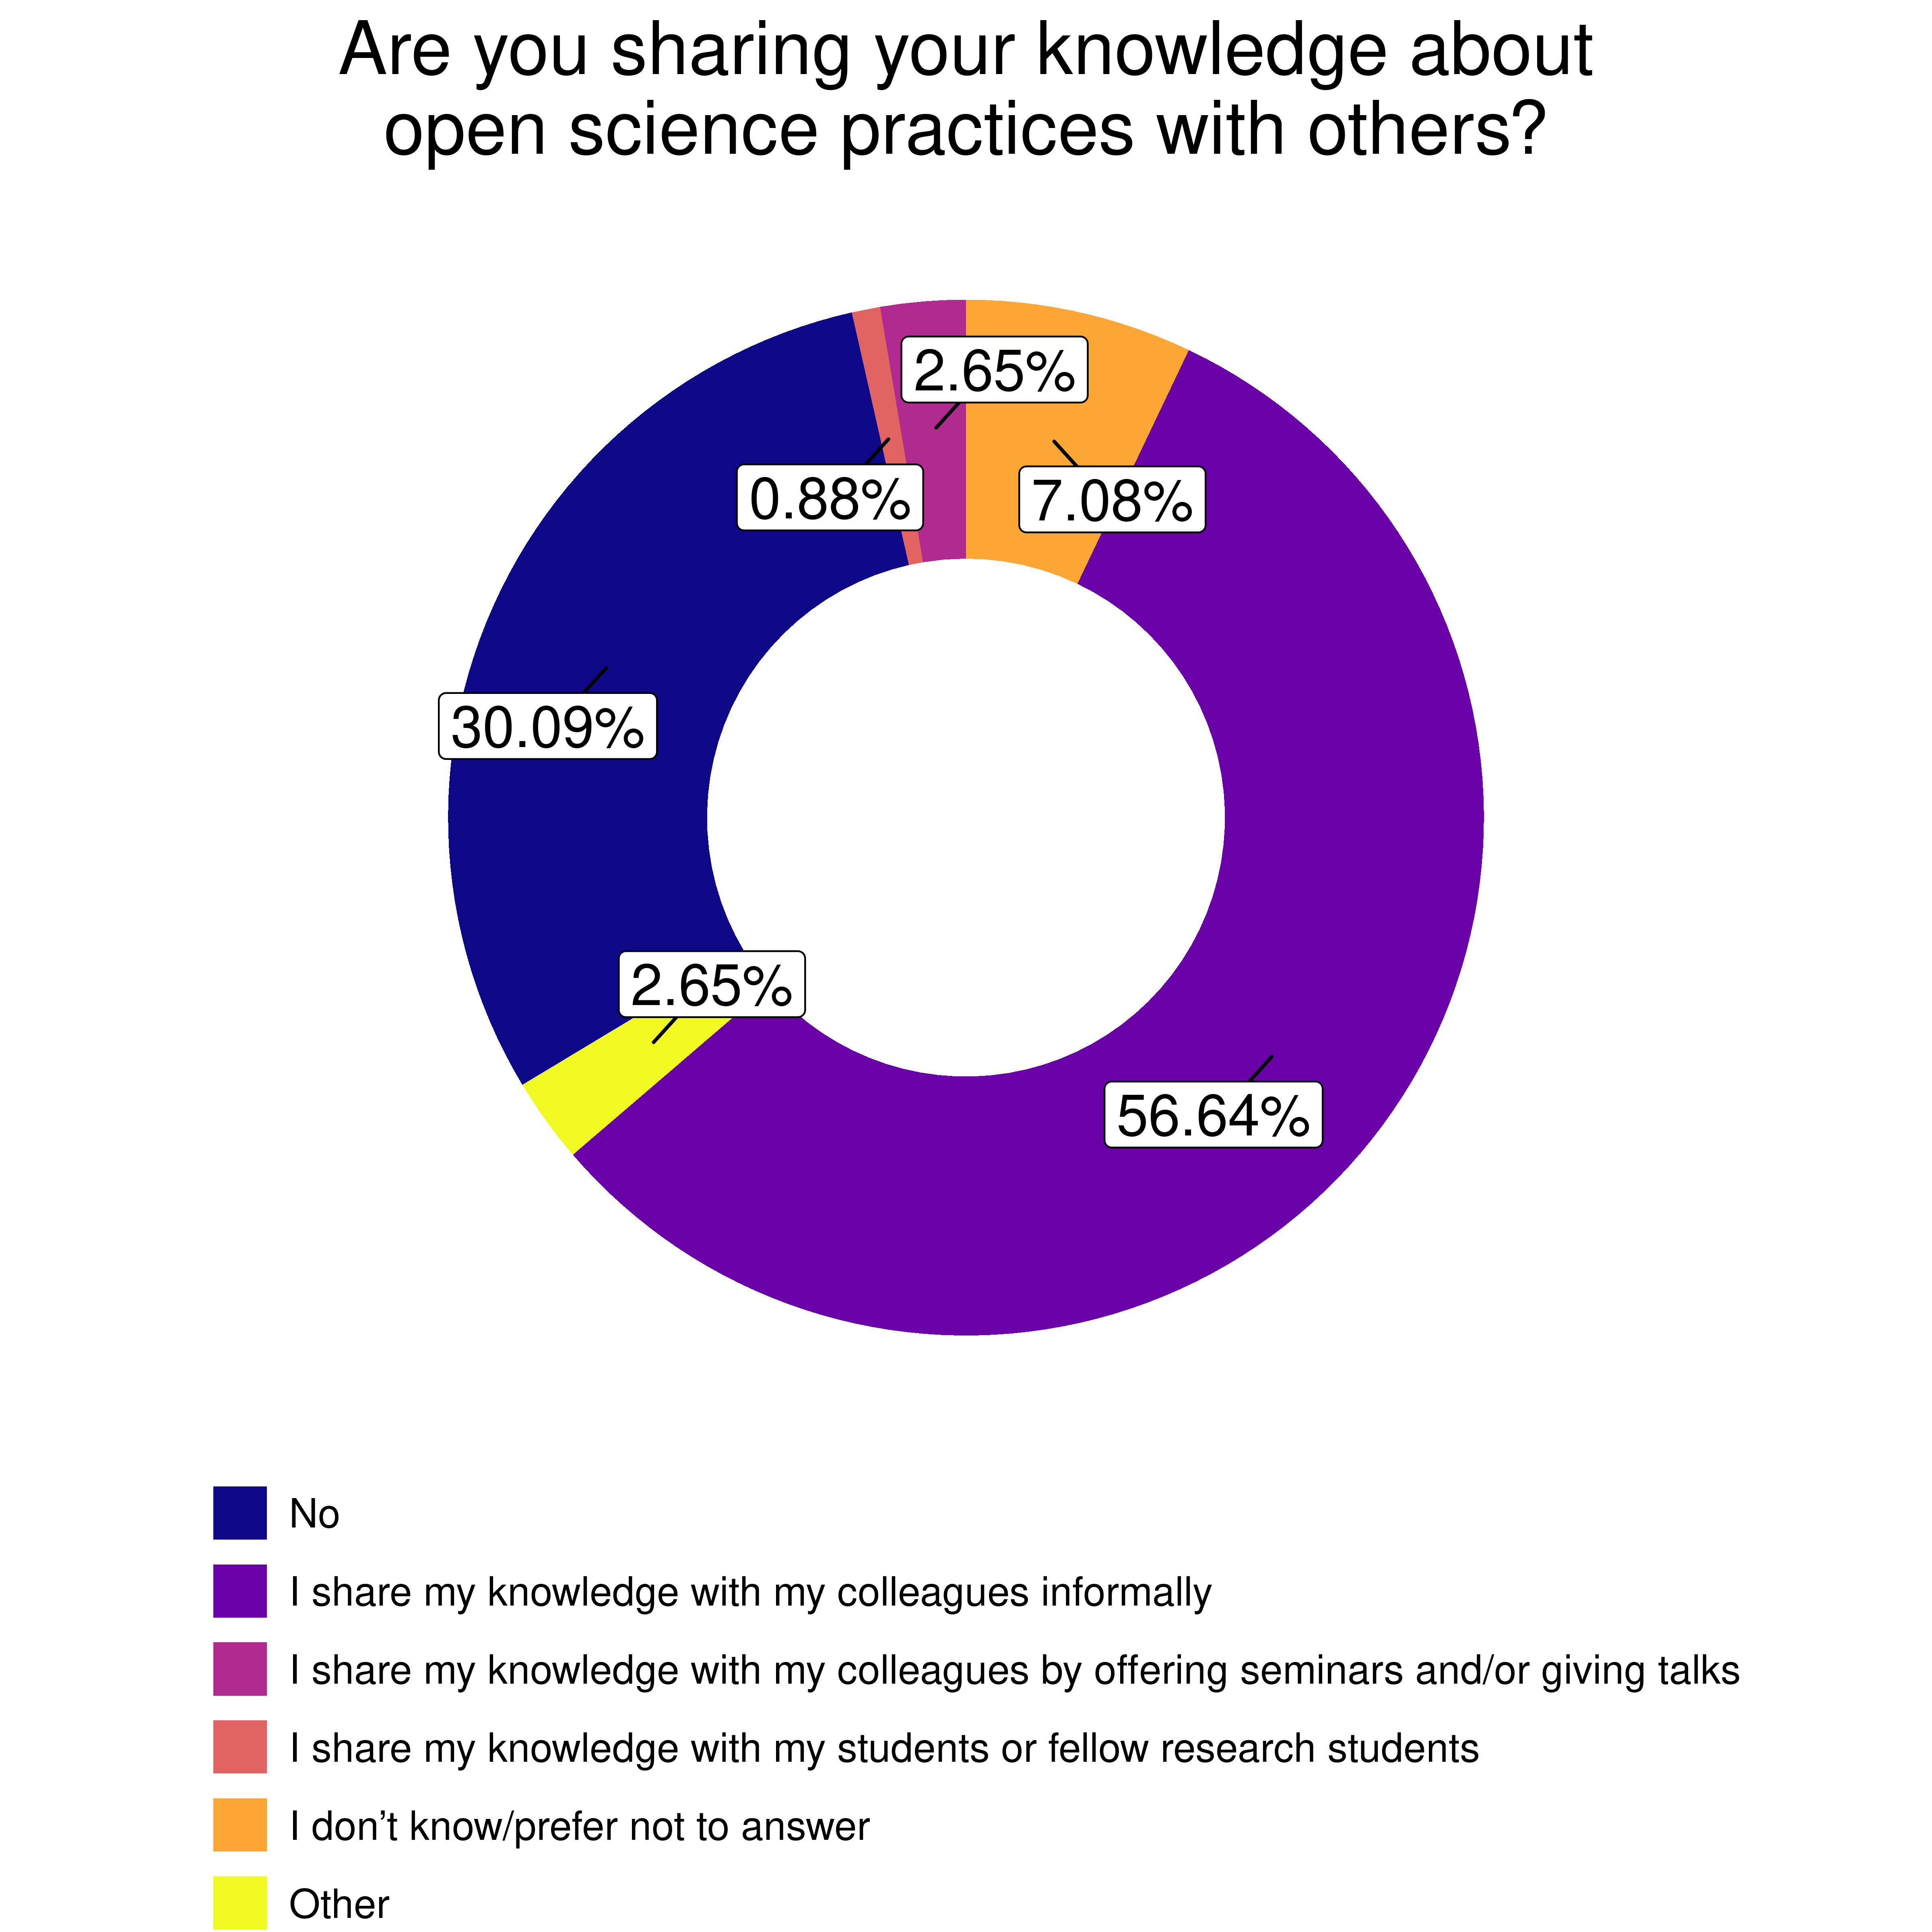 Are you sharing your knowledge about
open science practices with others?
2.65%
0.88%
7.08%
30.09%
2.65%
56.64%
No
I share my knowledge with my colleagues informally
I share my knowledge with my colleagues by offering seminars and/or giving talks
I share my knowledge with my students or fellow research students
I don’t know/prefer not to answer
Other